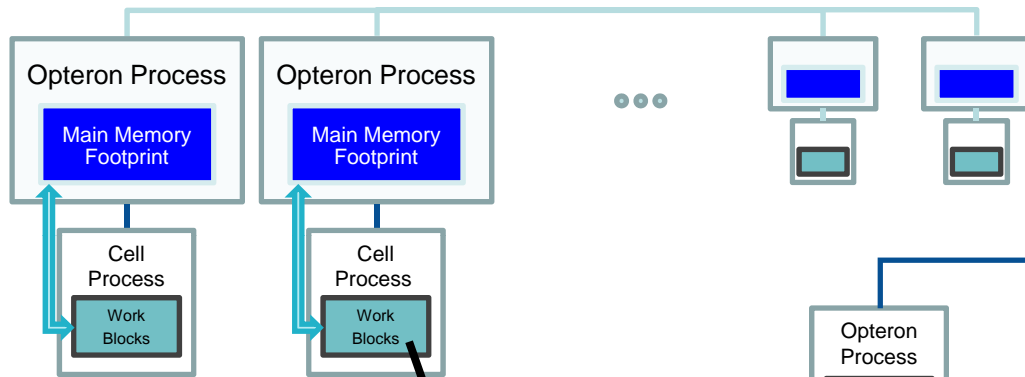 Opteron Process
Main Memory
Footprint
Cell
Process
Work
Blocks
Opteron Process
Main Memory
Footprint
Cell
Process
Work
Blocks
Opteron
Process